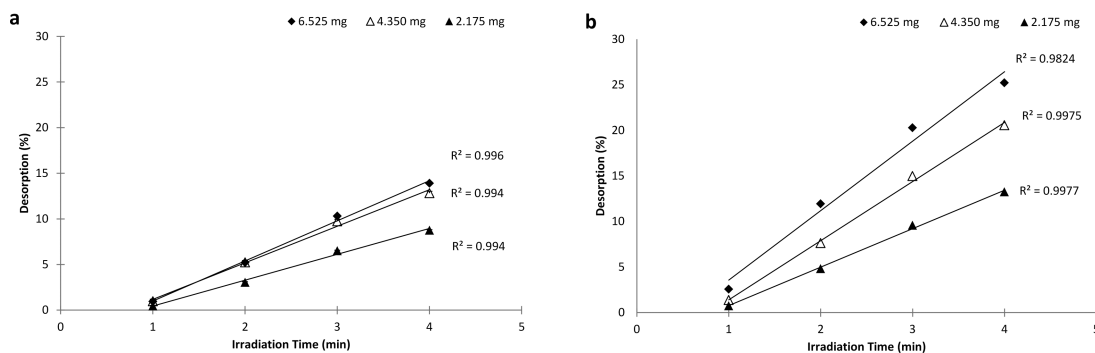 a
◆ 6.525 mg △ 4.350 mg ▲ 2.175 mg
30
25
20
15
10
5
0
Desorption (%)
R² = 0.996
R² = 0.994
R² = 0.994
0 1 2 3 4 5
Irradiation Time (min)
b
◆ 6.525 mg △ 4.350 mg ▲ 2.175 mg
30
25
20
15
10
5
0
Desorption (%)
R² = 0.9824
R² = 0.9975
R² = 0.9977
0 1 2 3 4 5
Irradiation Time (min)